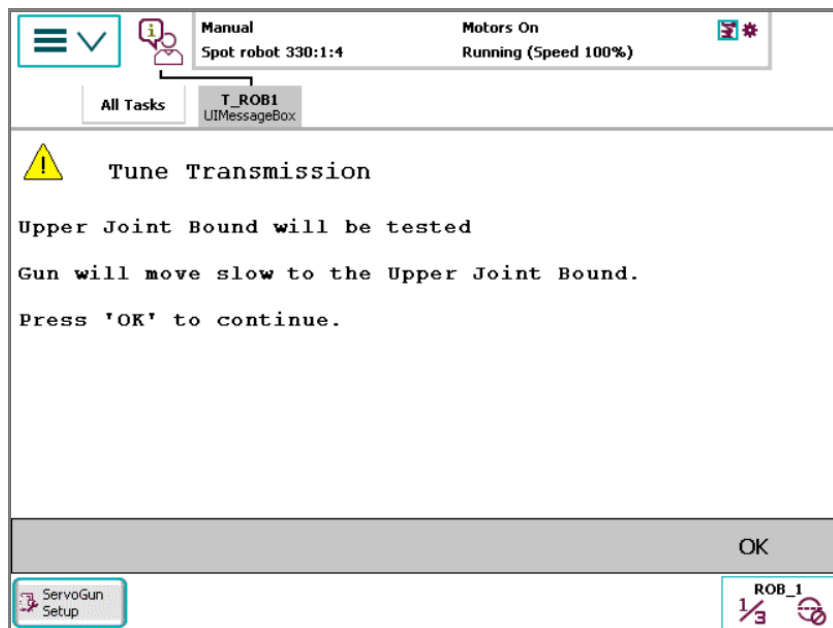 Manual
Motors On
Spot robot 330:1:4
Running (Speed 100%)
All Tasks
T_ROB1
UIMessageBox
Tune Transmission
Upper Joint Bound will be tested
Gun will move slow to the Upper Joint Bound.
Press 'OK' to continue.
OK
ServoGun
Setup
ROB_1
1/3